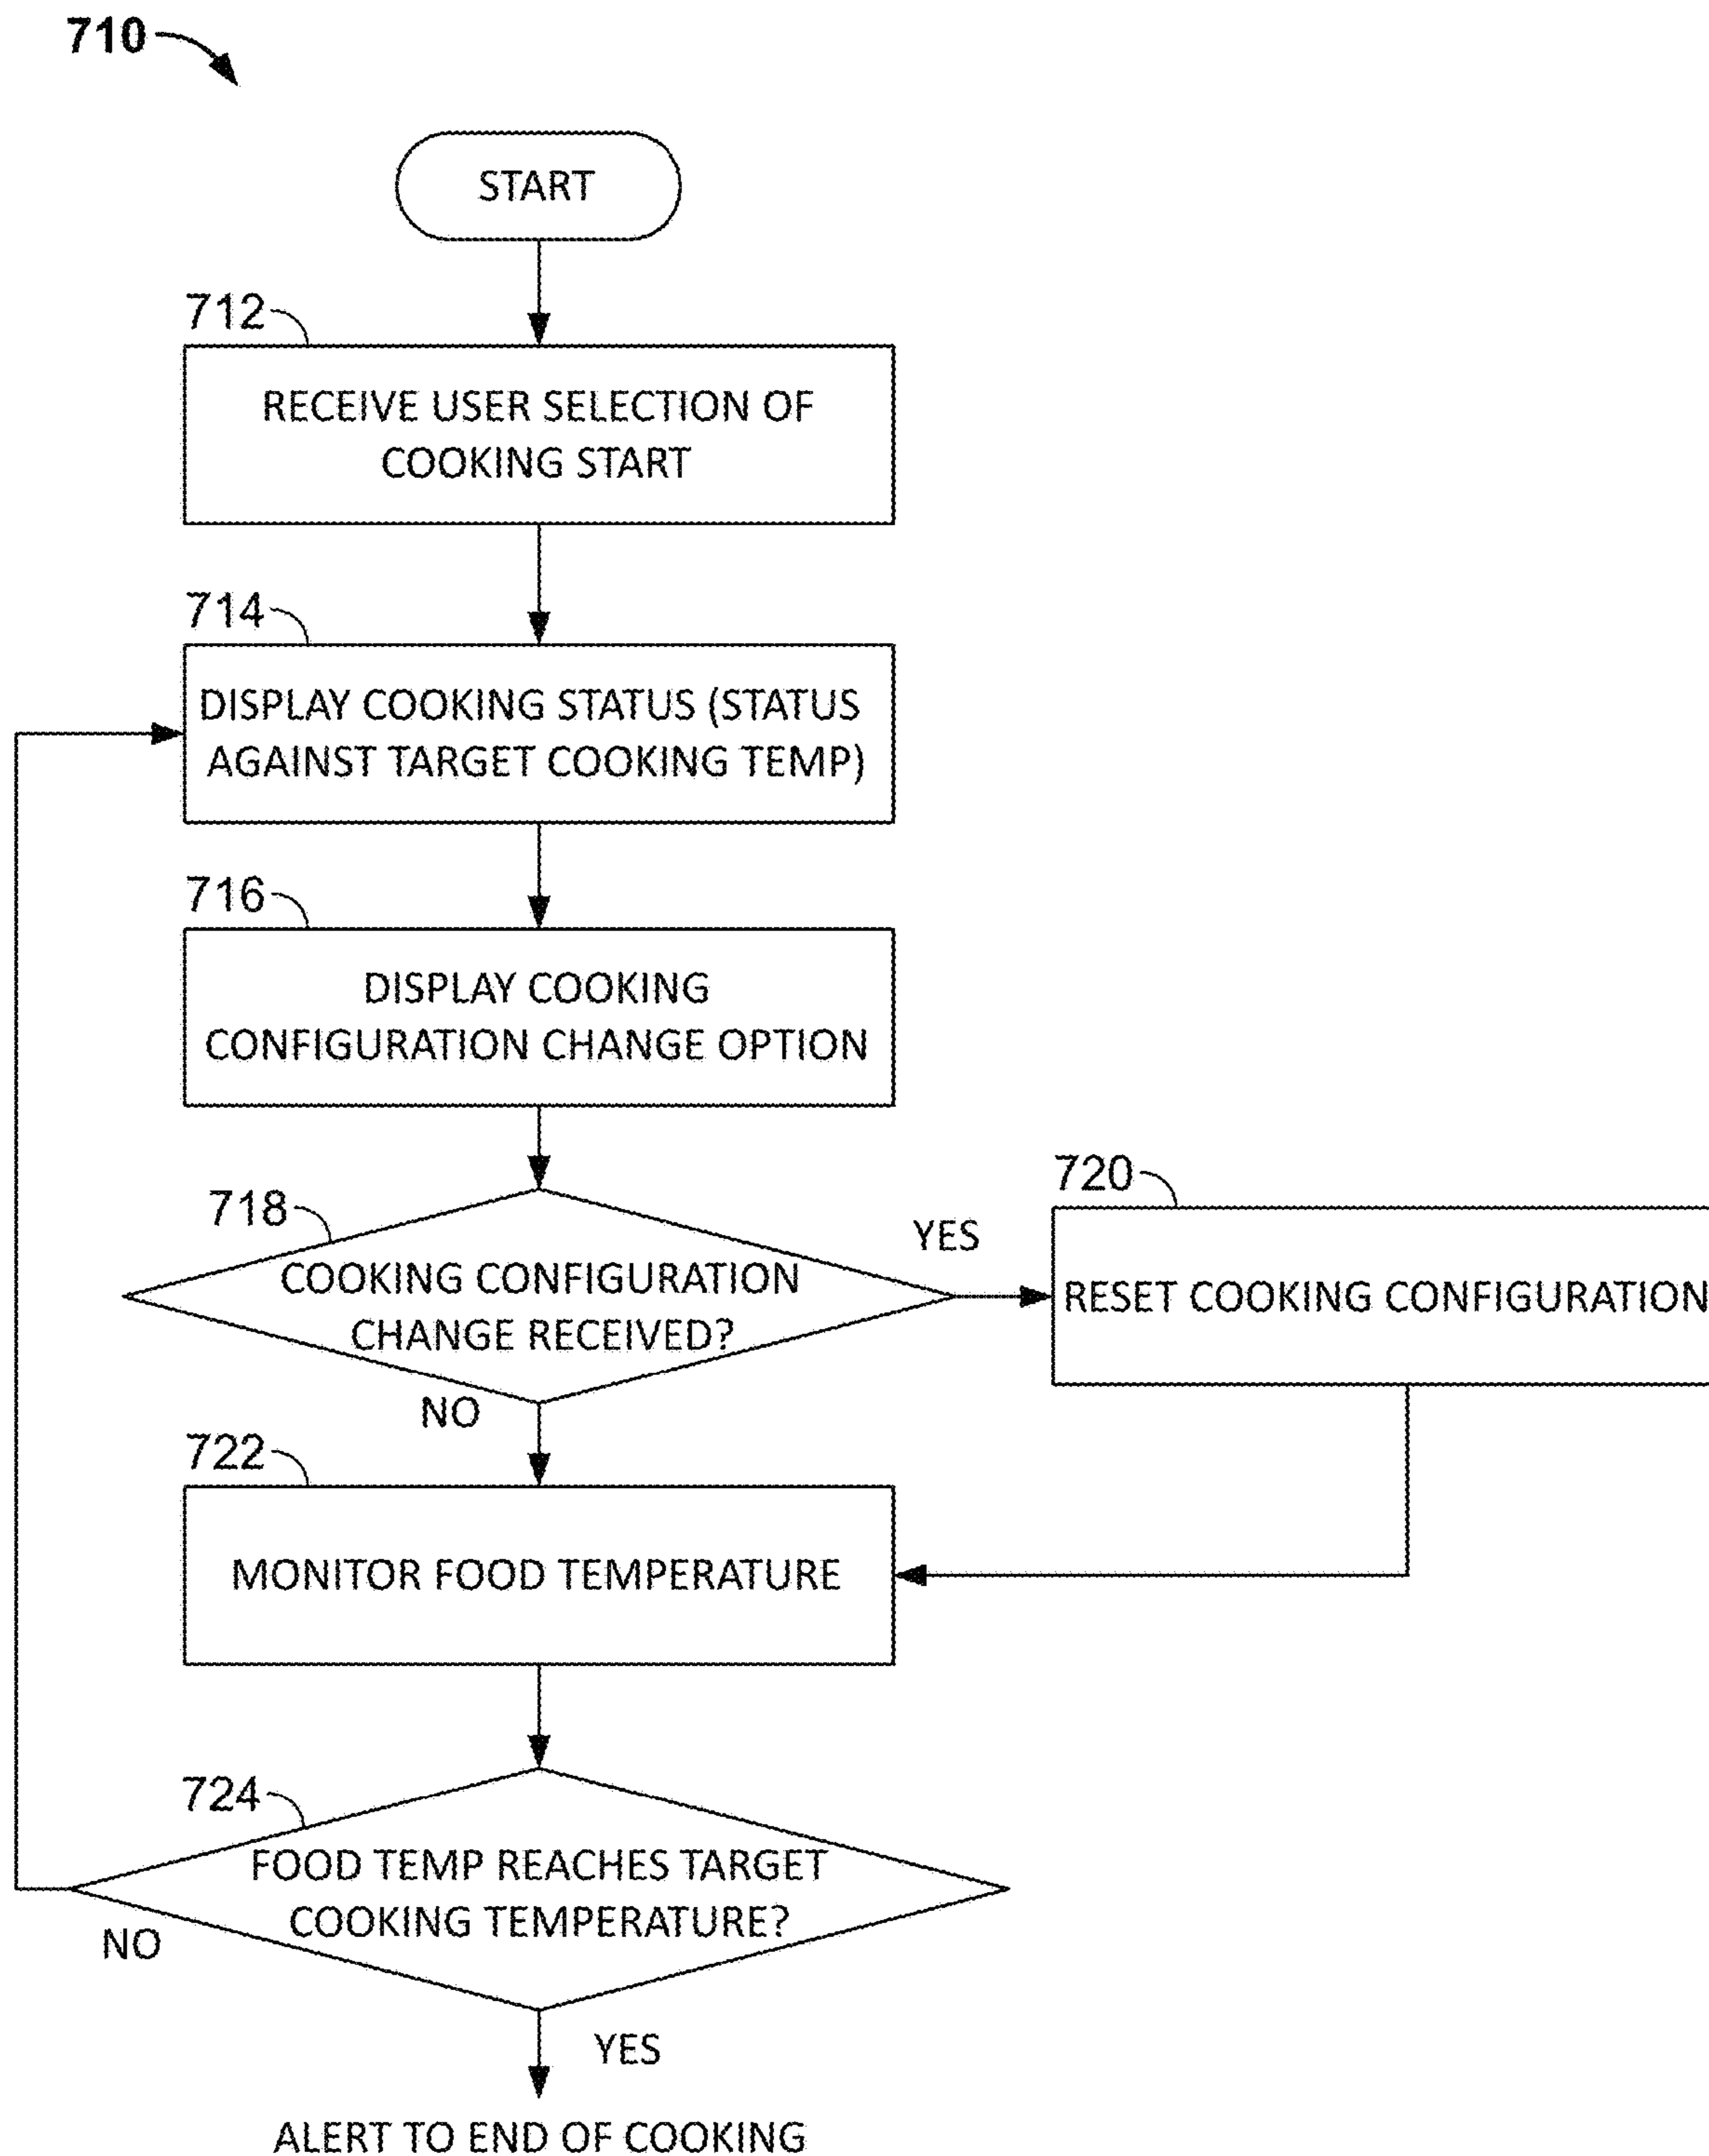 710
START
712
RECEIVE USER SELECTION OF
COOKING START
714
DISPLAY COOKING STATUS (STATUS
AGAINST TARGET COOKING TEMP)
716
DISPLAY COOKING
CONFIGURATION CHANGE OPTION
718
COOKING CONFIGURATION
CHANGE RECEIVED?
YES
720
RESET COOKING CONFIGURATION
NO
722
MONITOR FOOD TEMPERATURE
724
FOOD TEMP REACHES TARGET
COOKING TEMPERATURE?
NO
YES
ALERT TO END OF COOKING